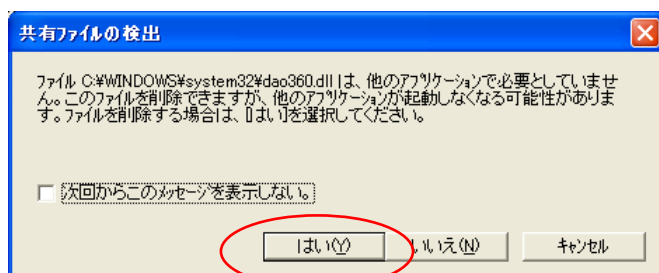 共有ファイルの検出
ファイル C:¥WINDOWS¥system32¥dao360.dll は、他のアプリケーションで必要としていませ
ん。このファイルを削除できますが、他のアプリケーションが起動しなくなる可能性がありま
す。ファイルを削除する場合は、[はい]を選択してください。
次回からこのメッセージを表示しない。
はい(Y) いいえ(N) キャンセル